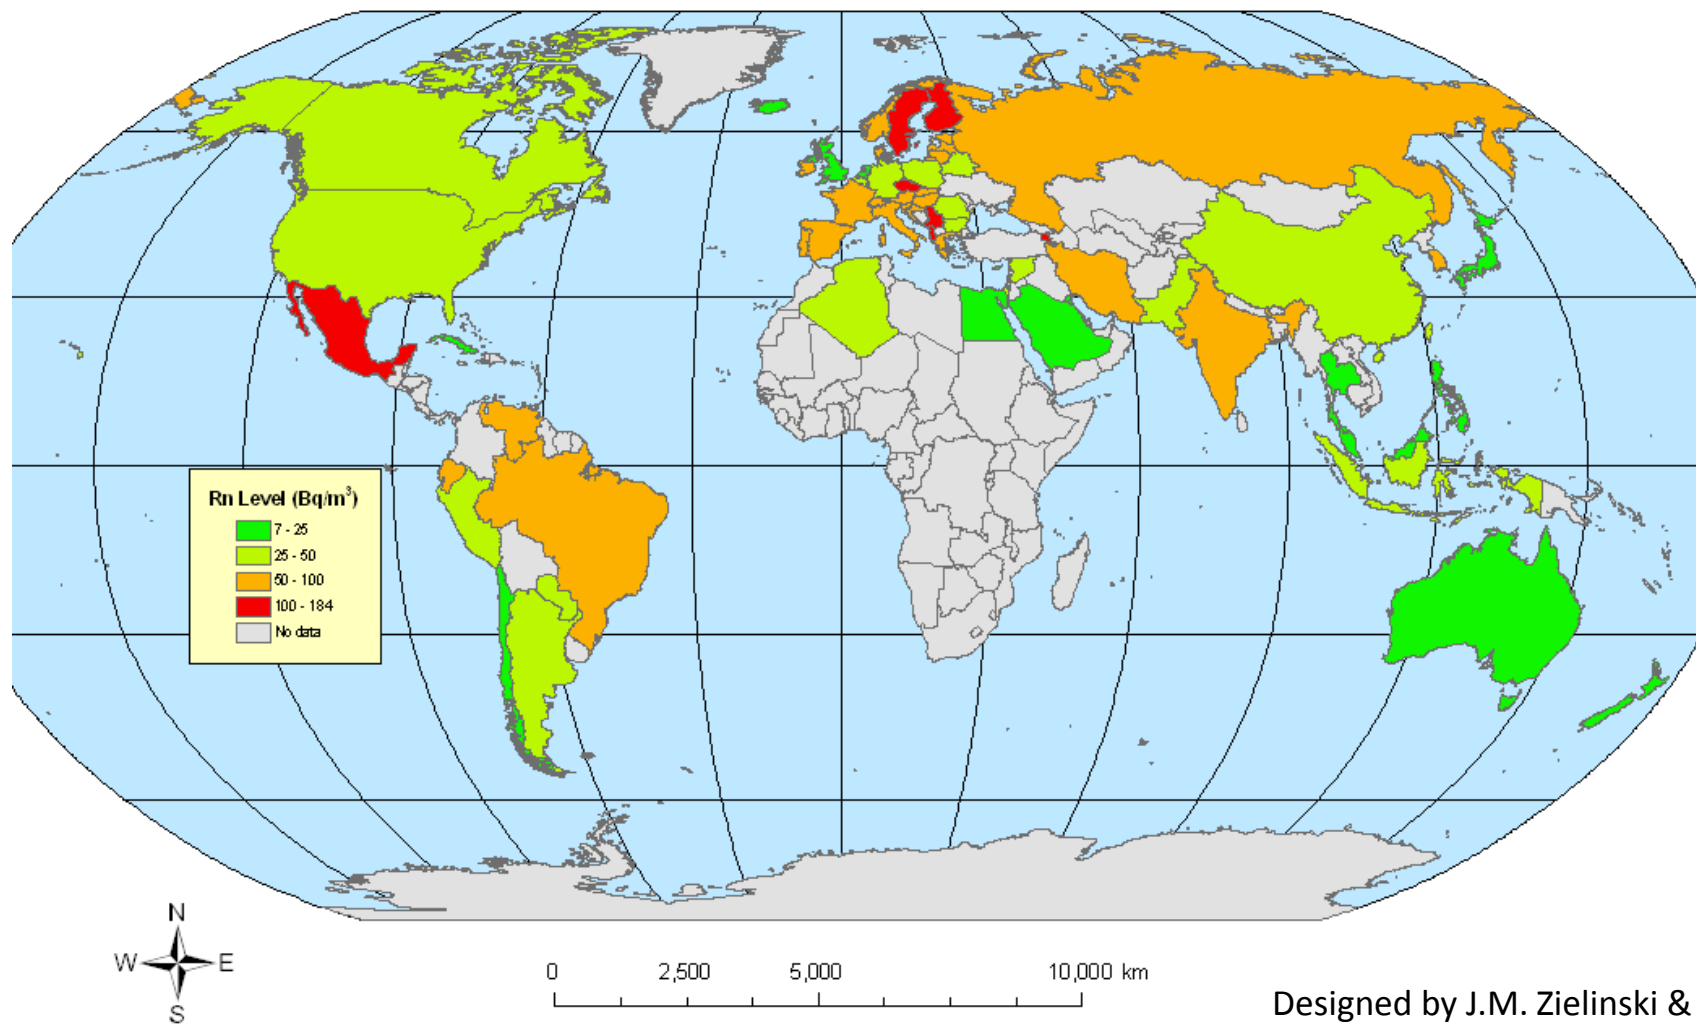 Rn Level (Bq/m³)
7 - 25
25 - 50
50 - 100
100 - 184
No data
N
W E
S
0 2,500 5,000 10,000 km
Designed by J.M. Zielinski &